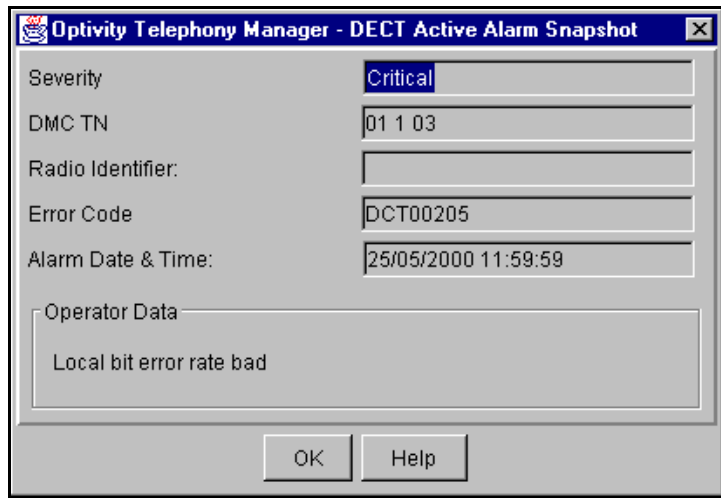 Optivity Telephony Manager - DECT Active Alarm Snapshot
Severity Critical
DMC TN 01 1 03
Radio Identifier:
Error Code DCT00205
Alarm Date & Time: 25/05/2000 11:59:59
Operator Data
Local bit error rate bad
OK Help